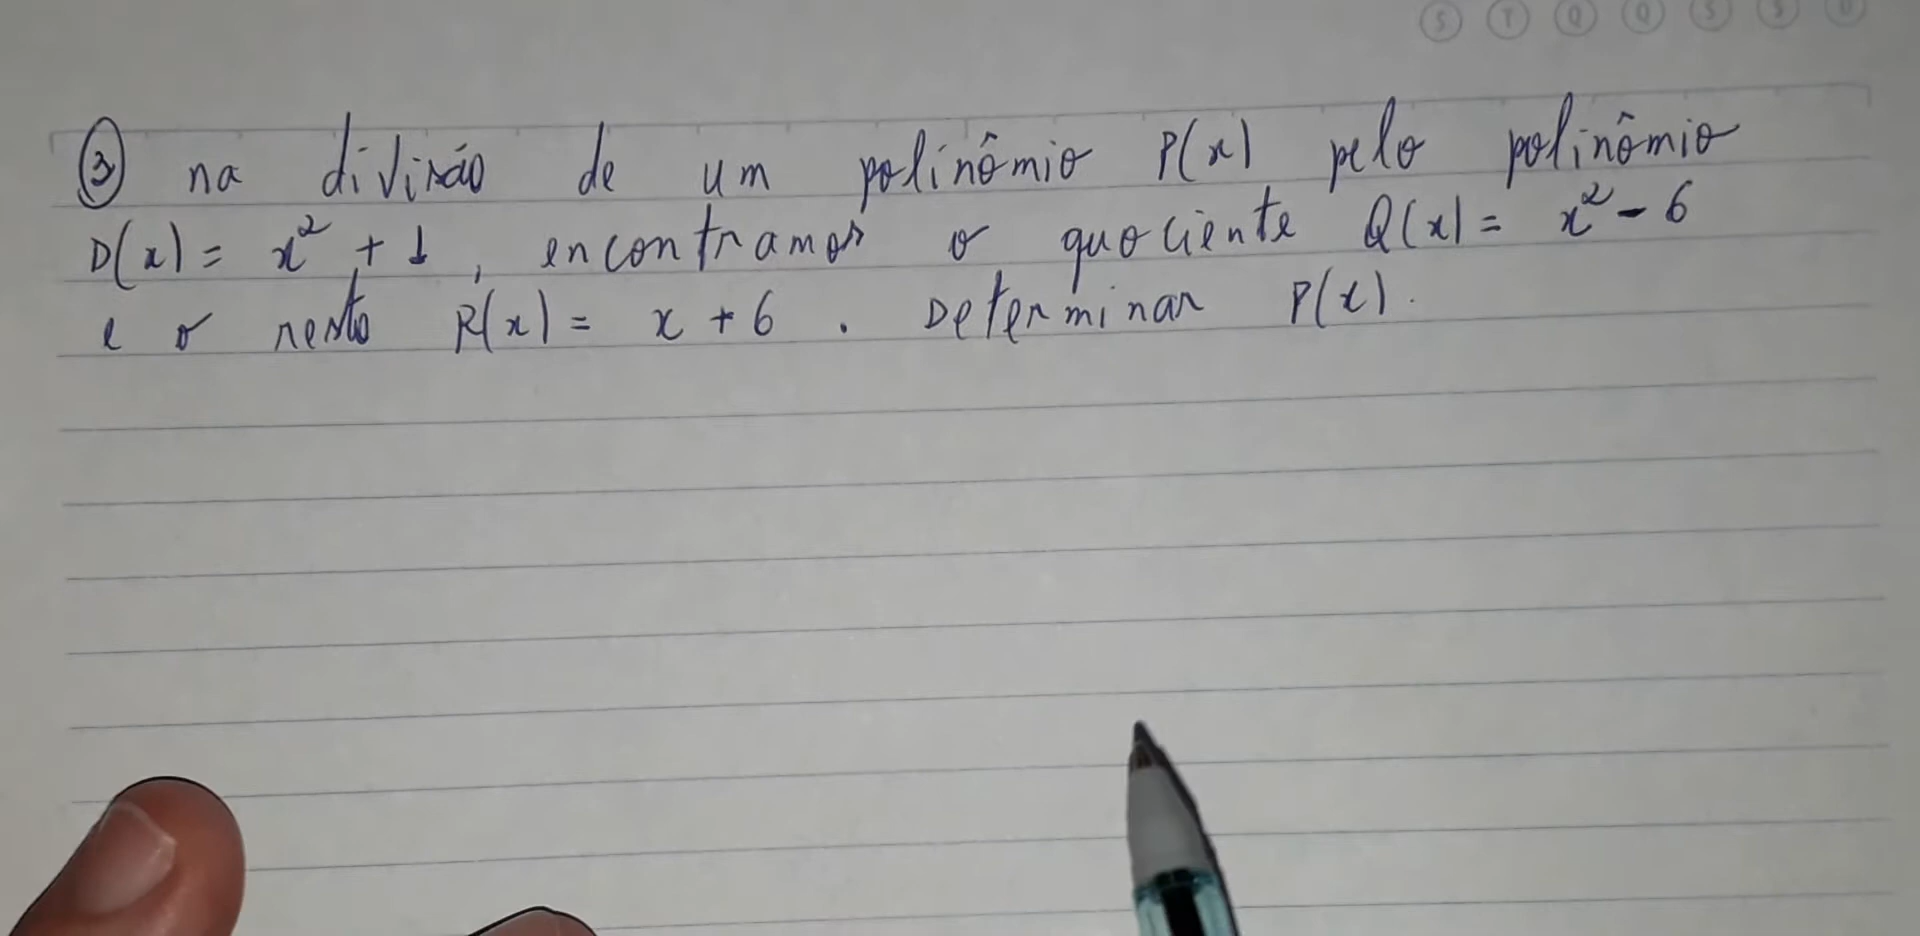 S T Q Q S S D
③ na divisão de um polinômio P(x) pelo polinômio
D(x) = x² + 1, encontramos o quociente Q(x) = x² - 6
e o resto R(x) = x + 6. Determinar P(x).